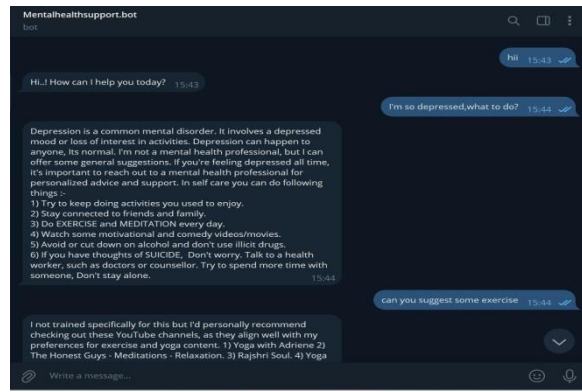 Mentalhealthsupport.bot
bot
hii 15:43
Hi..! How can I help you today? 15:43
I'm so depressed,what to do? 15:44
Depression is a common mental disorder. It involves a depressed
mood or loss of interest in activities. Depression can happen to
anyone, Its normal. I'm not a mental health professional, but I can
offer some general suggestions. If you're feeling depressed all time,
it's important to reach out to a mental health professional for
personalized advice and support. In self care you can do following
things :-
1) Try to keep doing activities you used to enjoy.
2) Stay connected to friends and family.
3) Do EXERCISE and MEDITATION every day.
4) Watch some motivational and comedy videos/movies.
5) Avoid or cut down on alcohol and don't use illicit drugs.
6) If you have thoughts of SUICIDE, Don't worry. Talk to a health
worker, such as doctors or counsellor. Try to spend more time with
someone, Don't stay alone. 15:44
can you suggest some exercise 15:44
I not trained specifically for this but I'd personally recommend
checking out these YouTube channels, as they align well with my
preferences for exercise and yoga content. 1) Yoga with Adriene 2)
The Honest Guys - Meditations - Relaxation. 3) Rajshri Soul. 4) Yoga
Write a message...